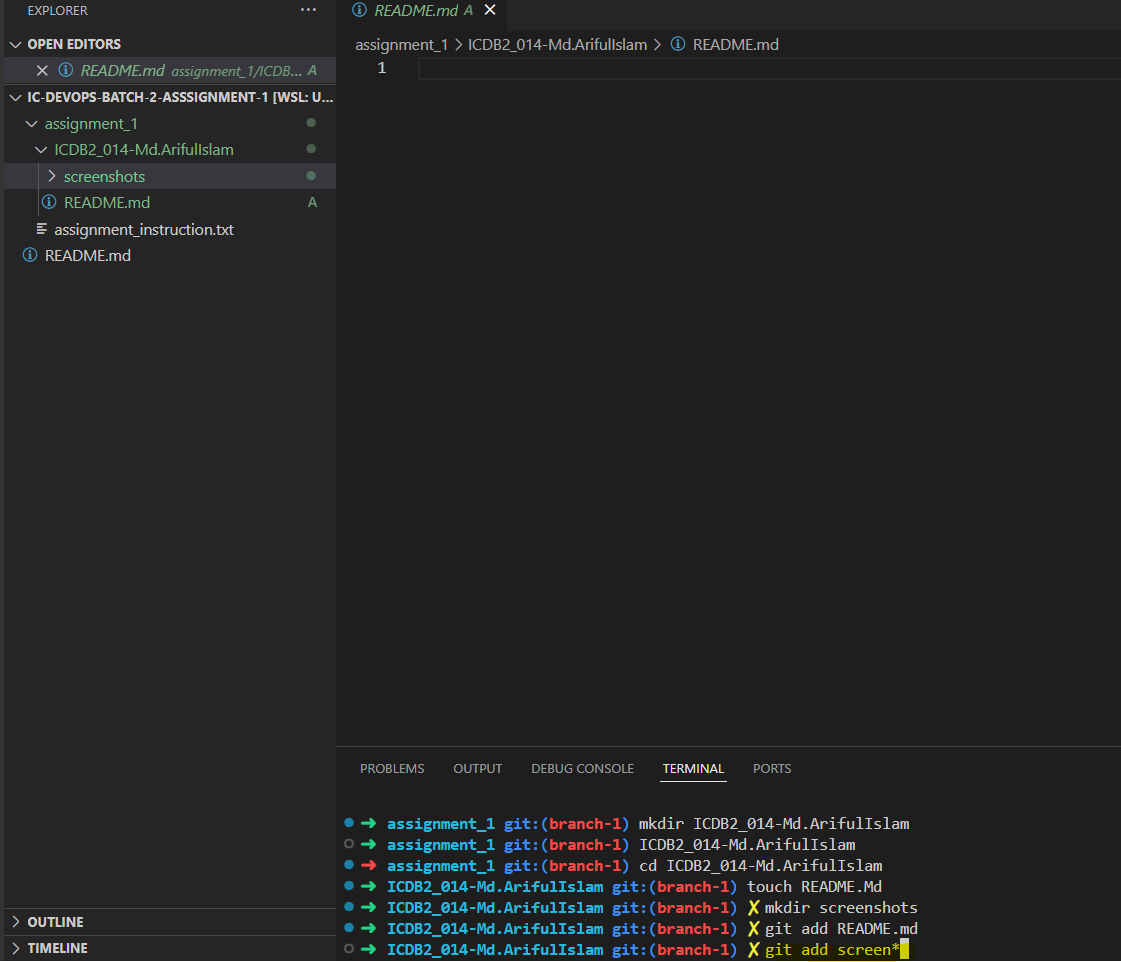 EXPLORER ...
OPEN EDITORS
README.md assignment_1/ICDB... A
IC-DEVOPS-BATCH-2-ASSSIGNMENT-1 [WSL: U...
assignment_1
ICDB2_014-Md.ArifulIslam
screenshots
README.md A
assignment_instruction.txt
README.md
OUTLINE
TIMELINE
README.md A
assignment_1 > ICDB2_014-Md.ArifulIslam > README.md
1
PROBLEMS OUTPUT DEBUG CONSOLE TERMINAL PORTS
➜ assignment_1 git:(branch-1) mkdir ICDB2_014-Md.ArifulIslam
➜ assignment_1 git:(branch-1) ICDB2_014-Md.ArifulIslam
➜ assignment_1 git:(branch-1) cd ICDB2_014-Md.ArifulIslam
➜ ICDB2_014-Md.ArifulIslam git:(branch-1) touch README.Md
➜ ICDB2_014-Md.ArifulIslam git:(branch-1) ✗ mkdir screenshots
➜ ICDB2_014-Md.ArifulIslam git:(branch-1) ✗ git add README.md
➜ ICDB2_014-Md.ArifulIslam git:(branch-1) ✗ git add screen*